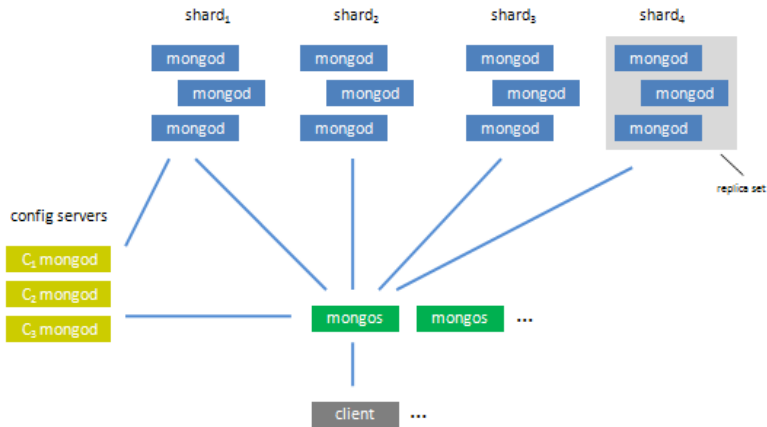 shard₁ shard₂ shard₃ shard₄
mongod mongod mongod mongod
mongod mongod mongod mongod
mongod mongod mongod mongod
replica set
config servers
C₁ mongod
C₂ mongod
C₃ mongod
mongos mongos ...
client ...